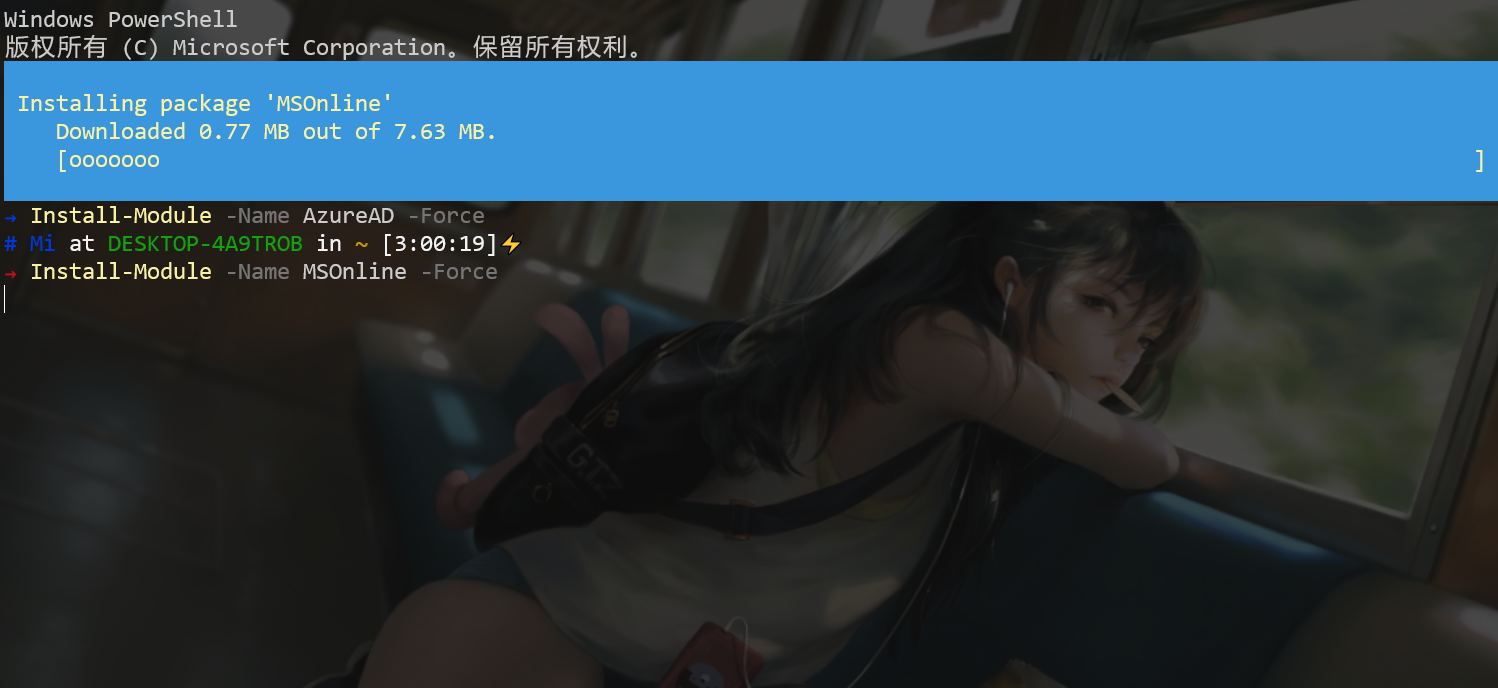 Windows PowerShell
版权所有 (C) Microsoft Corporation。保留所有权利。
Installing package 'MSOnline'
Downloaded 0.77 MB out of 7.63 MB.
[ooooooo ]
→ Install-Module -Name AzureAD -Force
# Mi at DESKTOP-4A9TROB in ~ [3:00:19]⚡
→ Install-Module -Name MSOnline -Force
GTZ